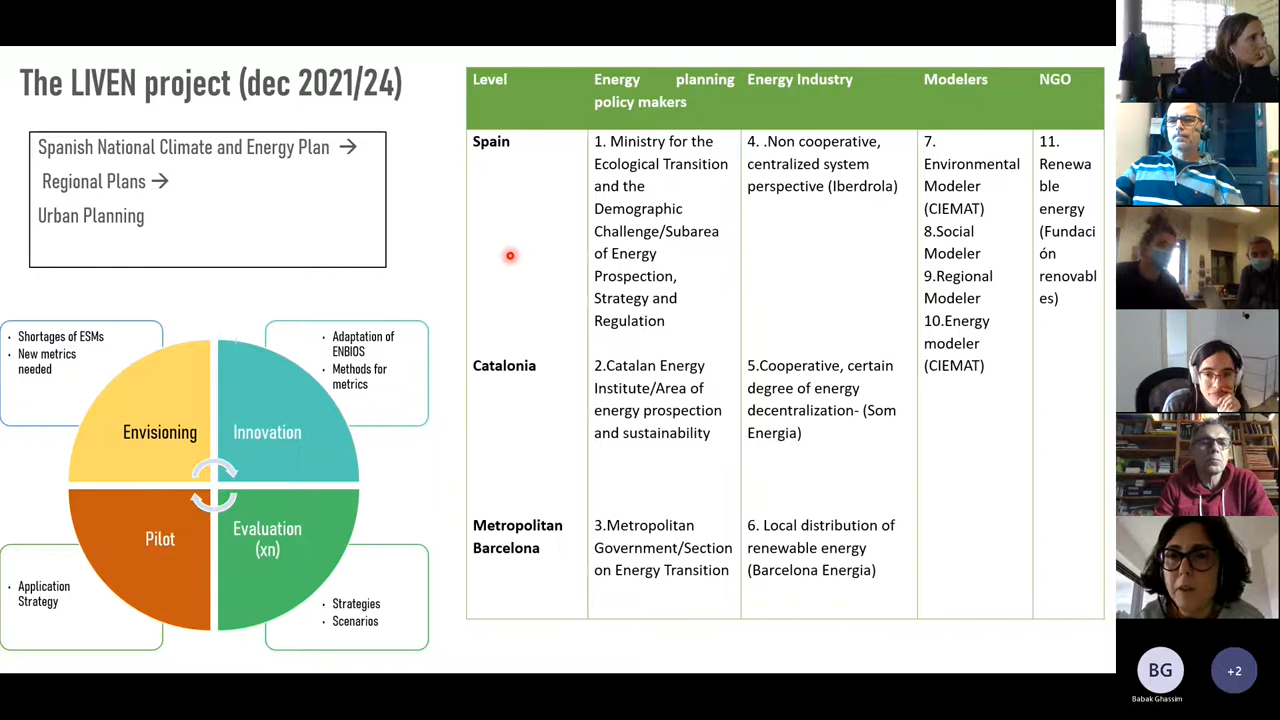 The LIVEN project (dec 2021/24)
Spanish National Climate and Energy Plan →
Regional Plans →
Urban Planning
• Shortages of ESMs
• New metrics
needed
• Adaptation of
ENBIOS
• Methods for
metrics
Envisioning
Innovation
Pilot
Evaluation
(xn)
• Application
Strategy
• Strategies
• Scenarios
Level
Energy planning
policy makers
Energy Industry
Modelers
NGO
Spain
1. Ministry for the
Ecological Transition
and the
Demographic
Challenge/Subarea
of Energy
Prospection,
Strategy and
Regulation
4. .Non cooperative,
centralized system
perspective (Iberdrola)
7.
Environmental
Modeler
(CIEMAT)
8.Social
Modeler
9.Regional
Modeler
10.Energy
modeler
(CIEMAT)
11.
Renewa
ble
energy
(Fundaci
ón
renovabl
es)
Catalonia
2.Catalan Energy
Institute/Area of
energy prospection
and sustainability
5.Cooperative, certain
degree of energy
decentralization- (Som
Energia)
Metropolitan
Barcelona
3.Metropolitan
Government/Section
on Energy Transition
6. Local distribution of
renewable energy
(Barcelona Energia)
BG
Babak Ghassim
+2